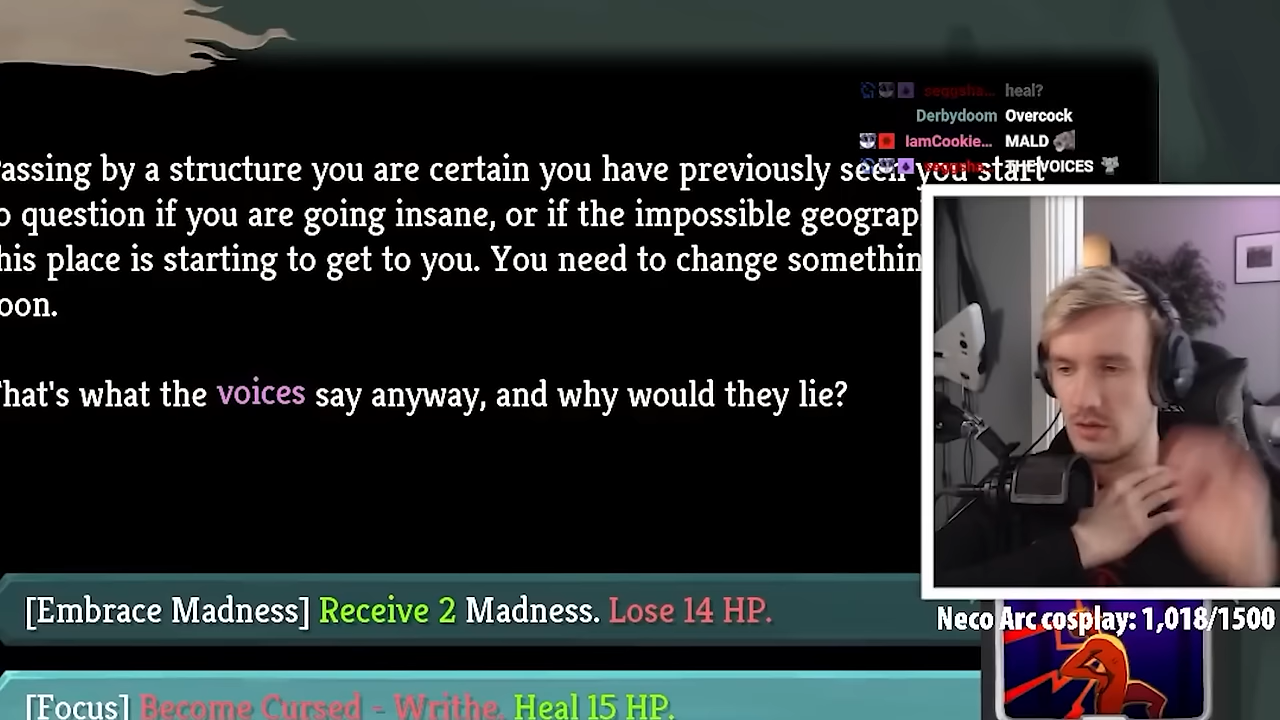 heal?
Derbydoom Overcock
IamCookie... MALD
seggsha... THE VOICES
assing by a structure you are certain you have previously seen you start
o question if you are going insane, or if the impossible geograp
his place is starting to get to you. You need to change somethin
oon.
hat's what the voices say anyway, and why would they lie?
[Embrace Madness] Receive 2 Madness. Lose 14 HP.
Neco Arc cosplay: 1,018/1500
[Focus] Become Cursed - Writhe. Heal 15 HP.